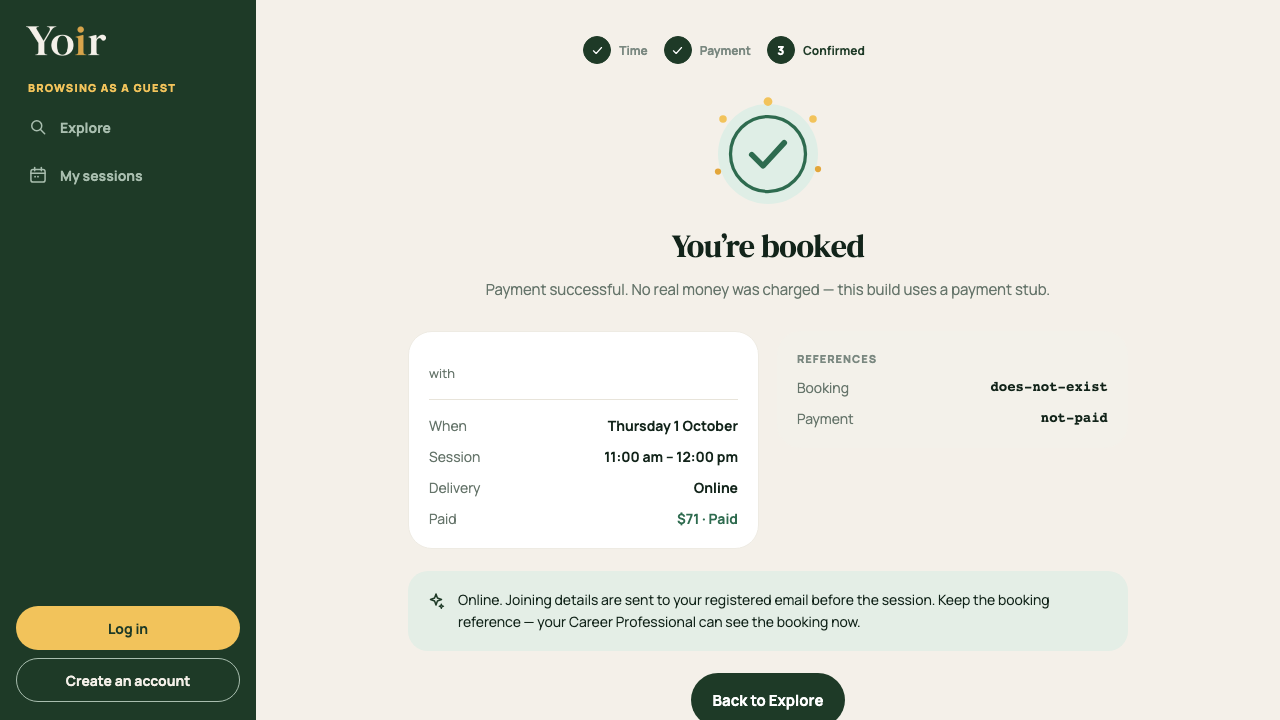 Yoir
BROWSING AS A GUEST
Explore
My sessions
Log in
Create an account
Time
Payment
3 Confirmed
You're booked
Payment successful. No real money was charged — this build uses a payment stub.
with
When Thursday 1 October
Session 11:00 am – 12:00 pm
Delivery Online
Paid $71 · Paid
REFERENCES
Booking does-not-exist
Payment not-paid
Online. Joining details are sent to your registered email before the session. Keep the booking
reference — your Career Professional can see the booking now.
Back to Explore